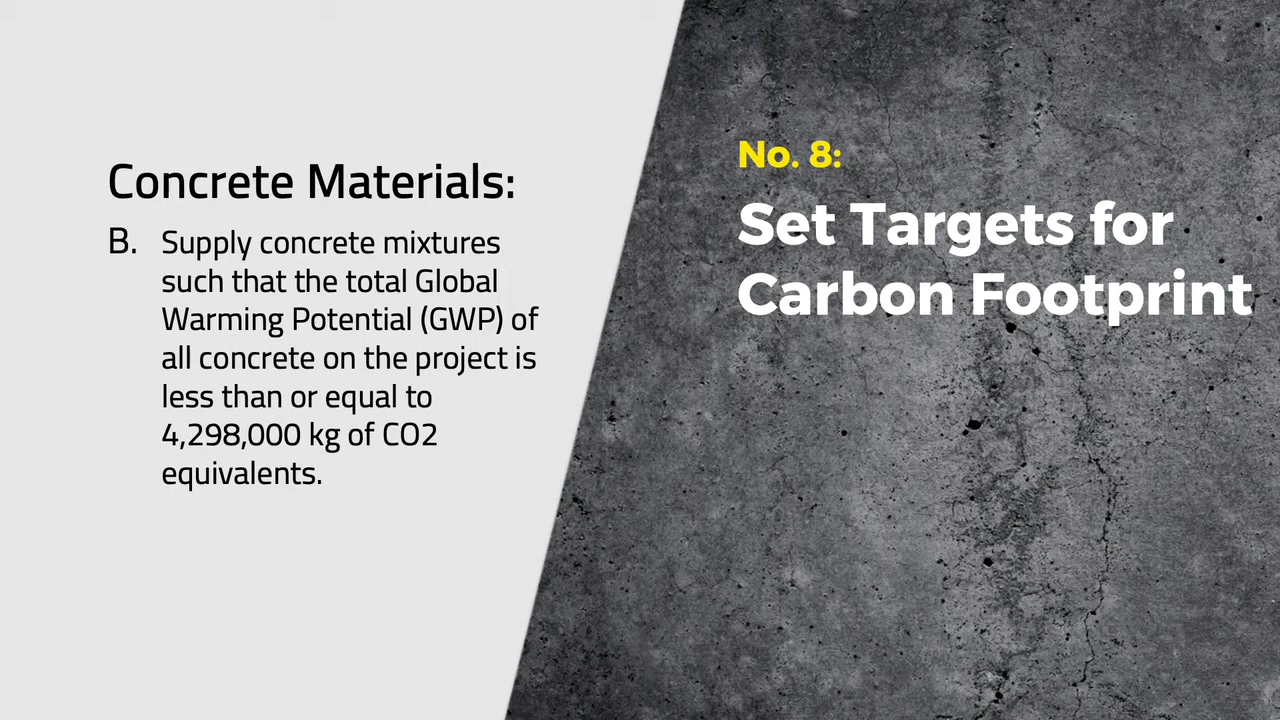 Concrete Materials:
B. Supply concrete mixtures
such that the total Global
Warming Potential (GWP) of
all concrete on the project is
less than or equal to
4,298,000 kg of CO2
equivalents.
No. 8:
Set Targets for
Carbon Footprint